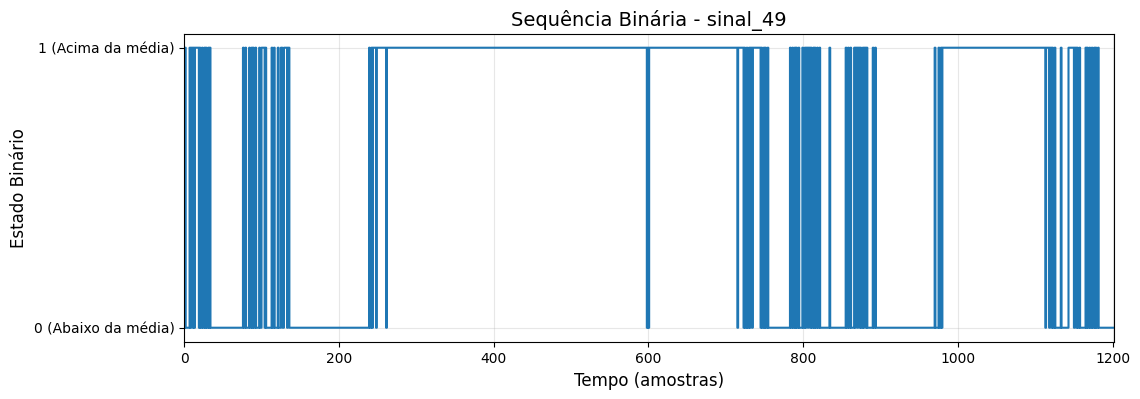 Sequência Binária - sinal_49
1 (Acima da média)
0 (Abaixo da média)
Estado Binário
0 200 400 600 800 1000 1200
Tempo (amostras)